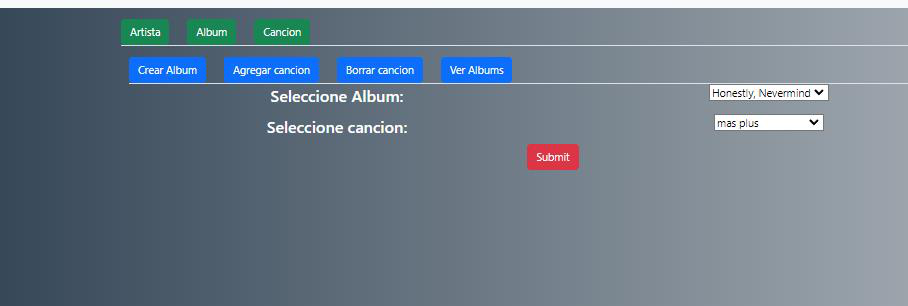 Artista Album Cancion
Crear Album Agregar cancion Borrar cancion Ver Albums
Seleccione Album: Honestly, Nevermind
Seleccione cancion: mas plus
Submit